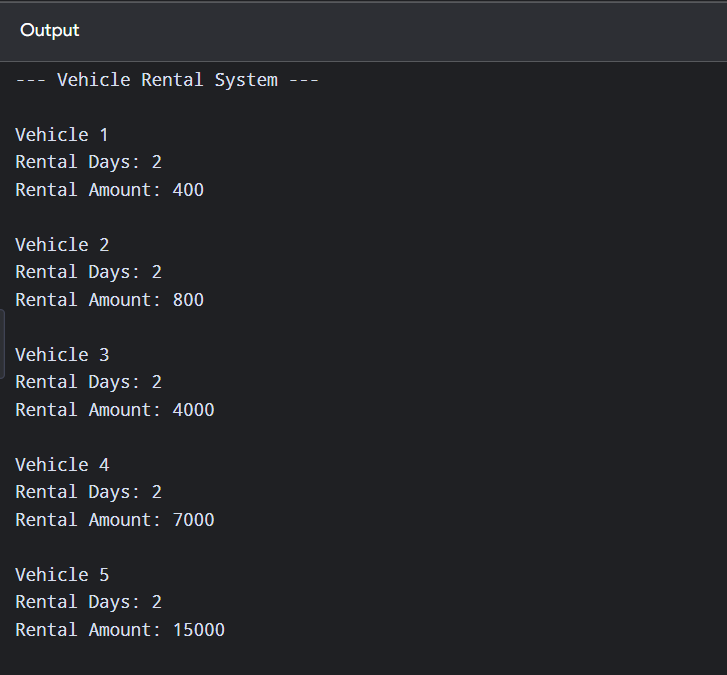 Output
--- Vehicle Rental System ---
Vehicle 1
Rental Days: 2
Rental Amount: 400
Vehicle 2
Rental Days: 2
Rental Amount: 800
Vehicle 3
Rental Days: 2
Rental Amount: 4000
Vehicle 4
Rental Days: 2
Rental Amount: 7000
Vehicle 5
Rental Days: 2
Rental Amount: 15000